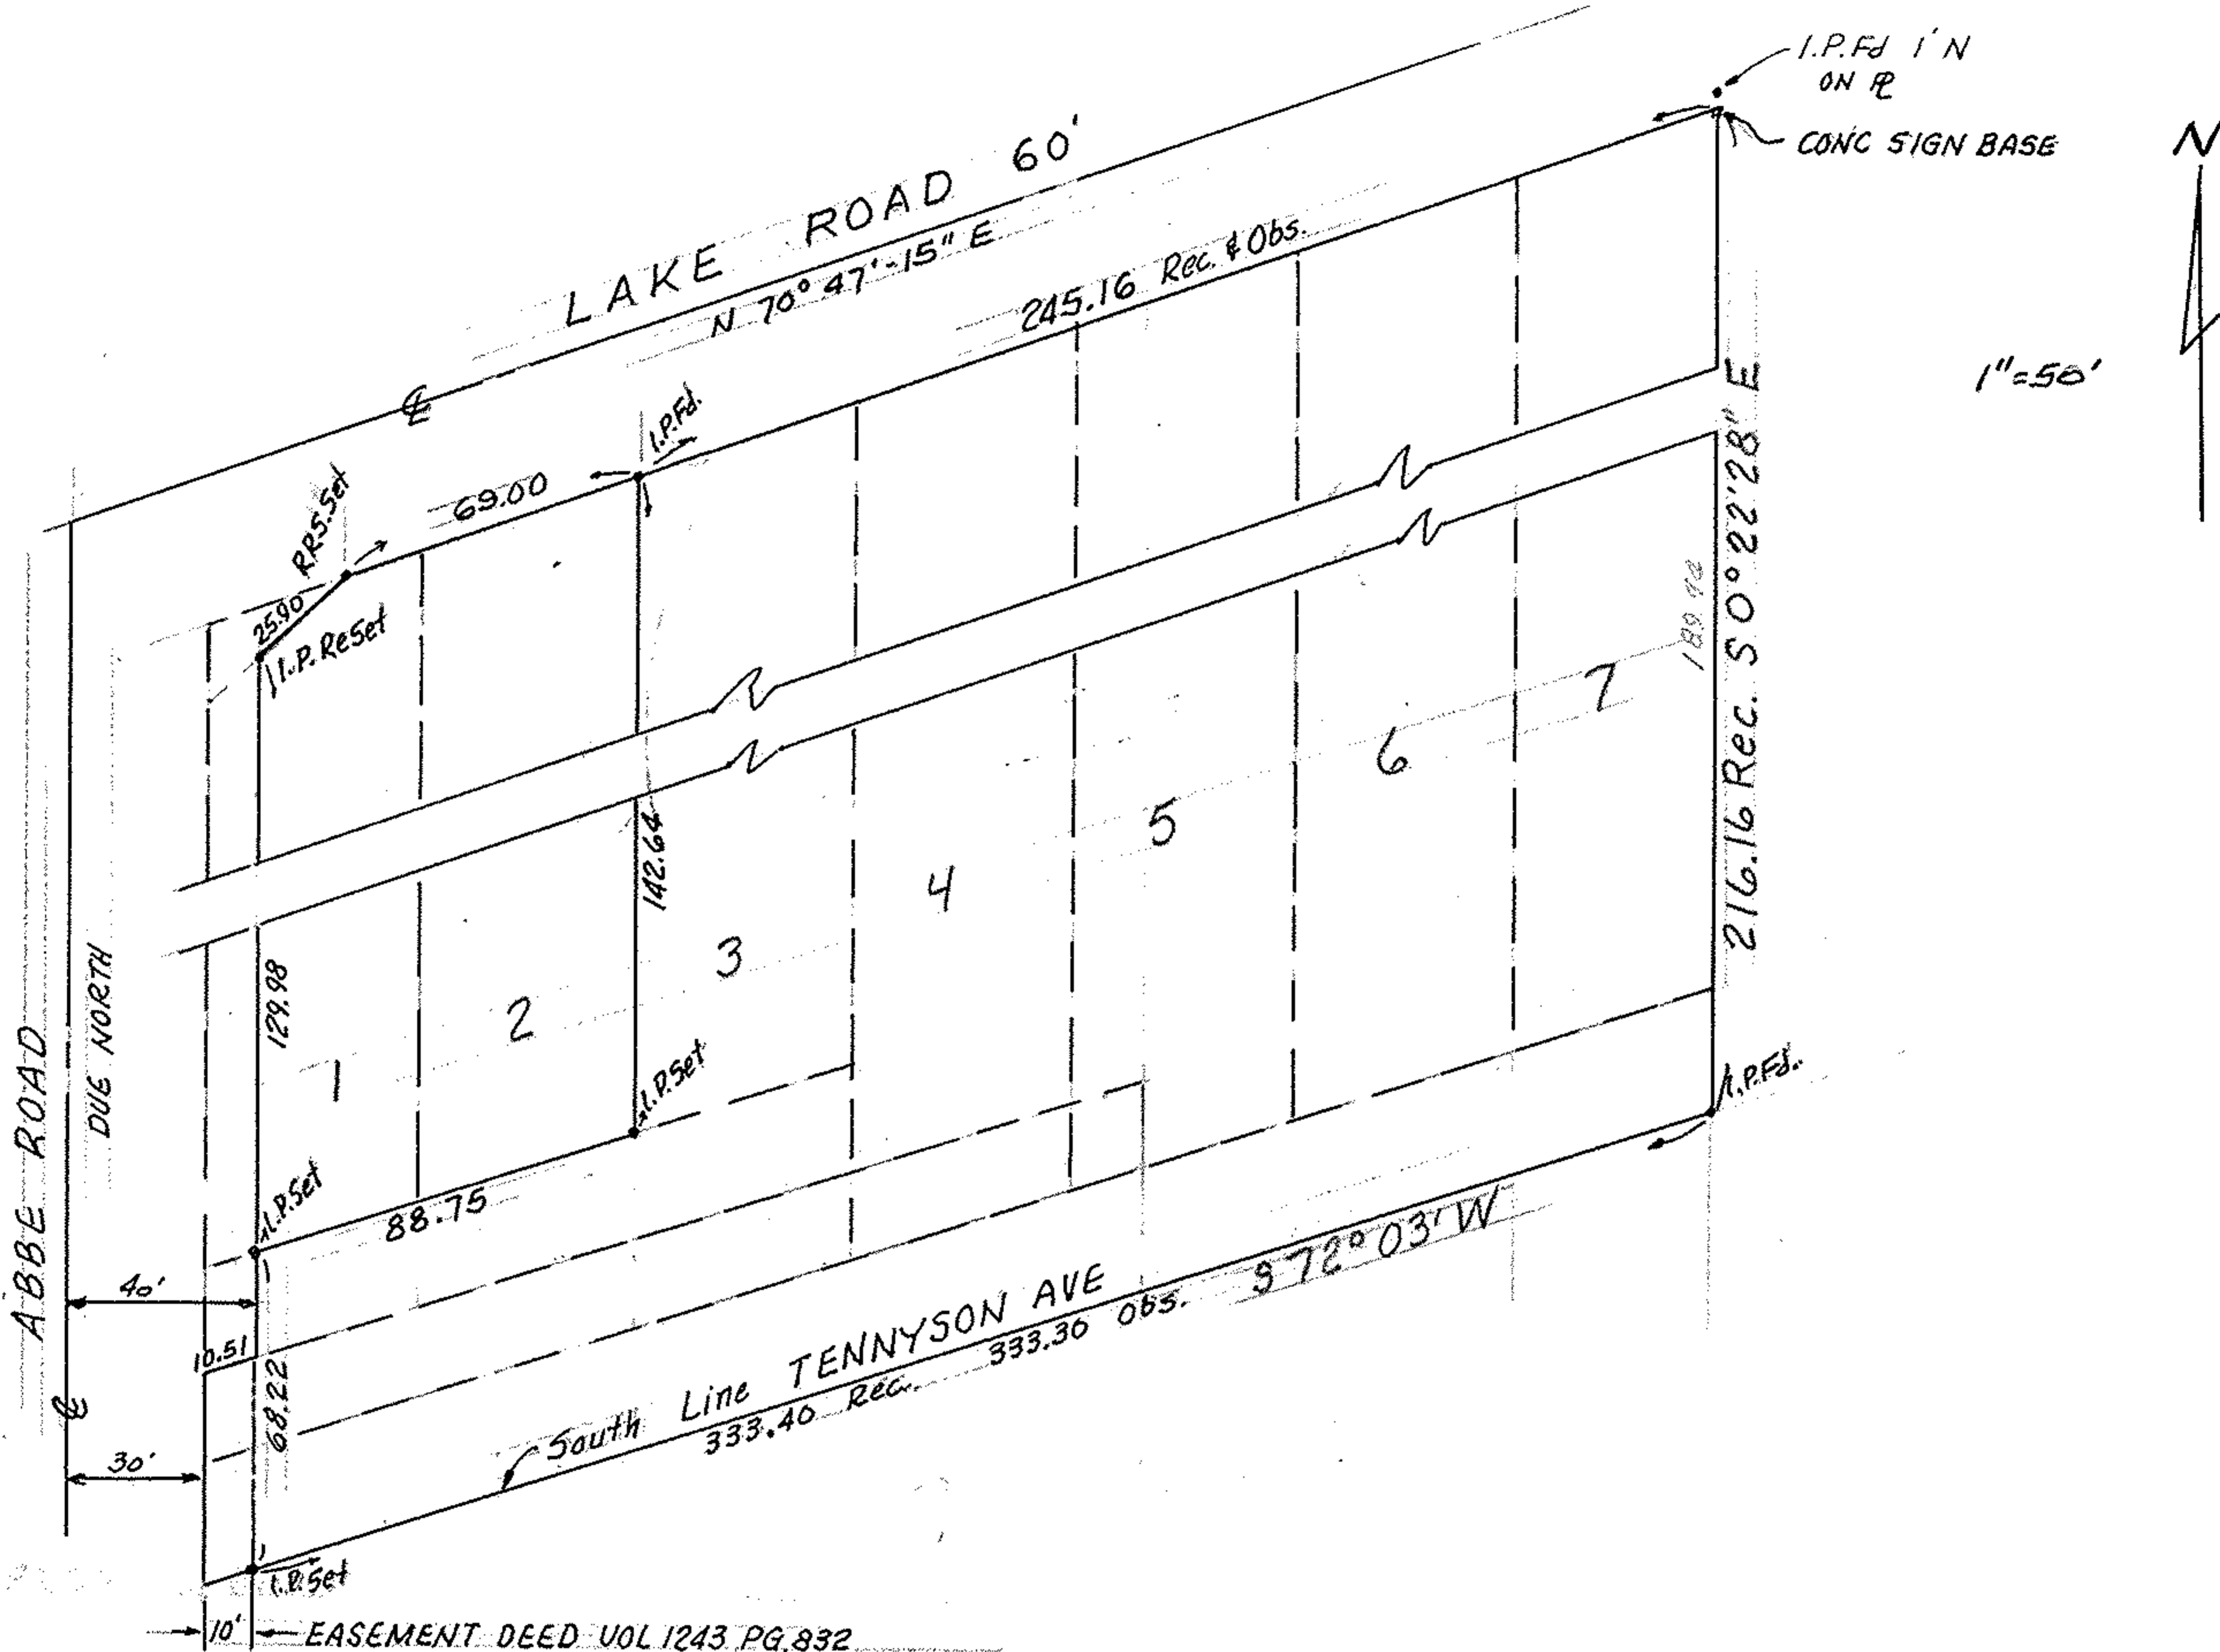 I.P.Fd 1' N
ON ⅊
CONC SIGN BASE
N
1"=50'
LAKE ROAD 60'
N 70° 47'-15" E
245.16 Rec. & Obs.
℄
I.P.Fd.
69.00
R.R.S.Set
25.90
I.P. ReSet
216.16 Rec. S 0° 22' 28" E
7
6
5
4
3
2
1
142.64
129.98
DUE NORTH
ABBE ROAD
I.P.Set
I.P.Set
I.P.Fd.
88.75
S 72° 03' W
40'
10.51
68.22
℄
30'
South Line TENNYSON AVE
333.40 Rec. 333.30 Obs.
I.P.Set
10'
EASEMENT DEED VOL 1243 PG.832